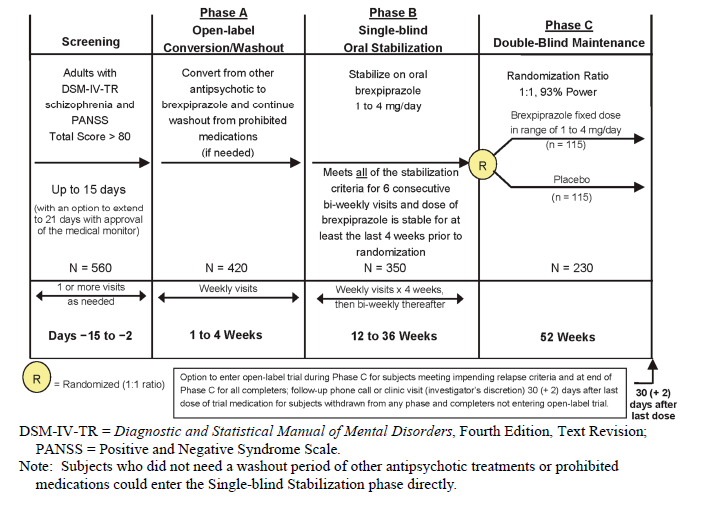 Screening
Adults with
DSM-IV-TR
schizophrenia and
PANSS
Total Score > 80
Up to 15 days
(with an option to extend
to 21 days with approval
of the medical monitor)
N = 560
1 or more visits
as needed
Days −15 to −2
Phase A
Open-label
Conversion/Washout
Convert from other
antipsychotic to
brexpiprazole and continue
washout from prohibited
medications
(if needed)
N = 420
Weekly visits
1 to 4 Weeks
Phase B
Single-blind
Oral Stabilization
Stabilize on oral
brexpiprazole
1 to 4 mg/day
Meets all of the stabilization
criteria for 6 consecutive
bi-weekly visits and dose of
brexpiprazole is stable for at
least the last 4 weeks prior to
randomization
N = 350
Weekly visits x 4 weeks,
then bi-weekly thereafter
12 to 36 Weeks
Phase C
Double-Blind Maintenance
Randomization Ratio
1:1, 93% Power
Brexpiprazole fixed dose
in range of 1 to 4 mg/day
(n = 115)
R
Placebo
(n = 115)
N = 230
52 Weeks
R
= Randomized (1:1 ratio)
Option to enter open-label trial during Phase C for subjects meeting impending relapse criteria and at end of
Phase C for all completers; follow-up phone call or clinic visit (investigator's discretion) 30 (+ 2) days after last
dose of trial medication for subjects withdrawn from any phase and completers not entering open-label trial.
30 (+ 2)
days after
last dose
DSM-IV-TR = Diagnostic and Statistical Manual of Mental Disorders, Fourth Edition, Text Revision;
PANSS = Positive and Negative Syndrome Scale.
Note: Subjects who did not need a washout period of other antipsychotic treatments or prohibited
medications could enter the Single-blind Stabilization phase directly.